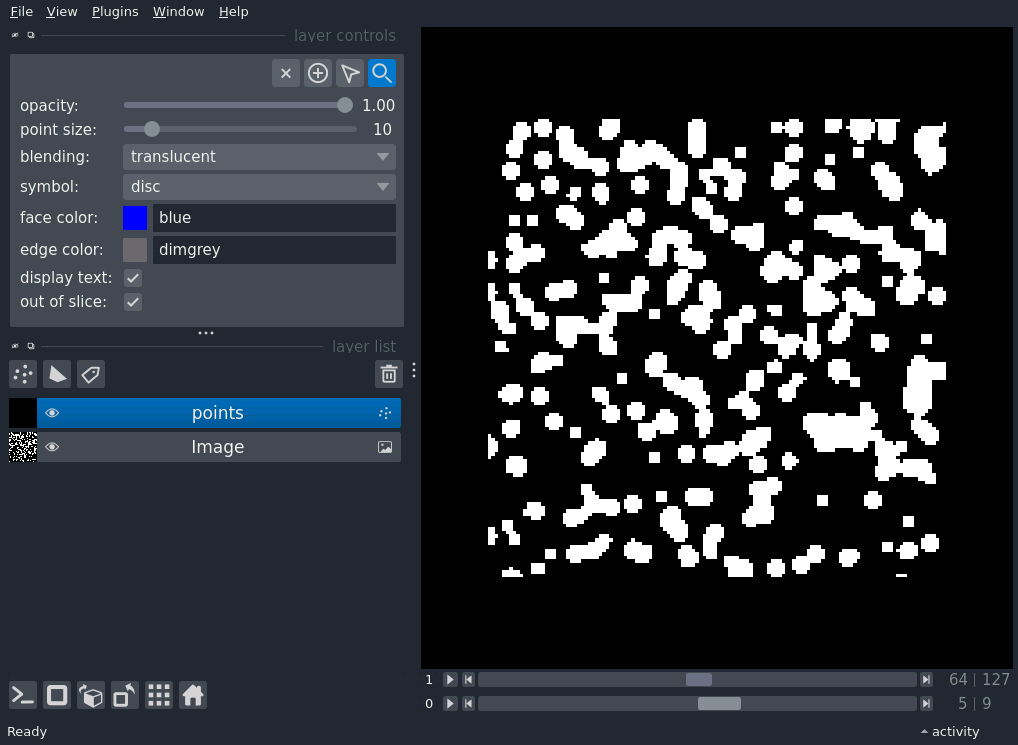 File View Plugins Window Help
layer controls
opacity: 1.00
point size: 10
blending: translucent
symbol: disc
face color: blue
edge color: dimgrey
display text:
out of slice:
layer list
points
Image
1 64 | 127
0 5 | 9
Ready activity